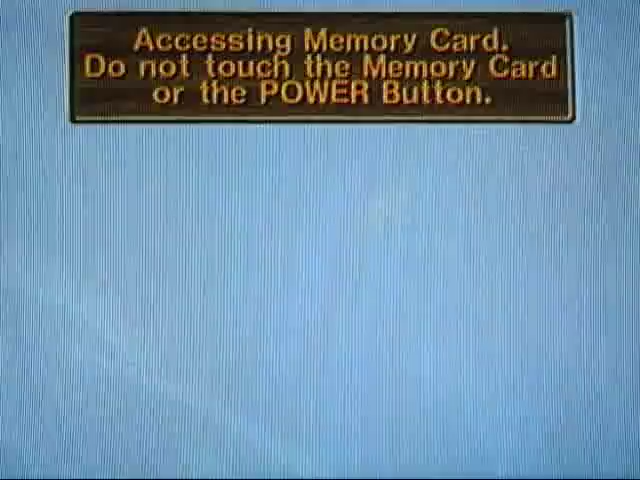 Accessing Memory Card.
Do not touch the Memory Card
or the POWER Button.